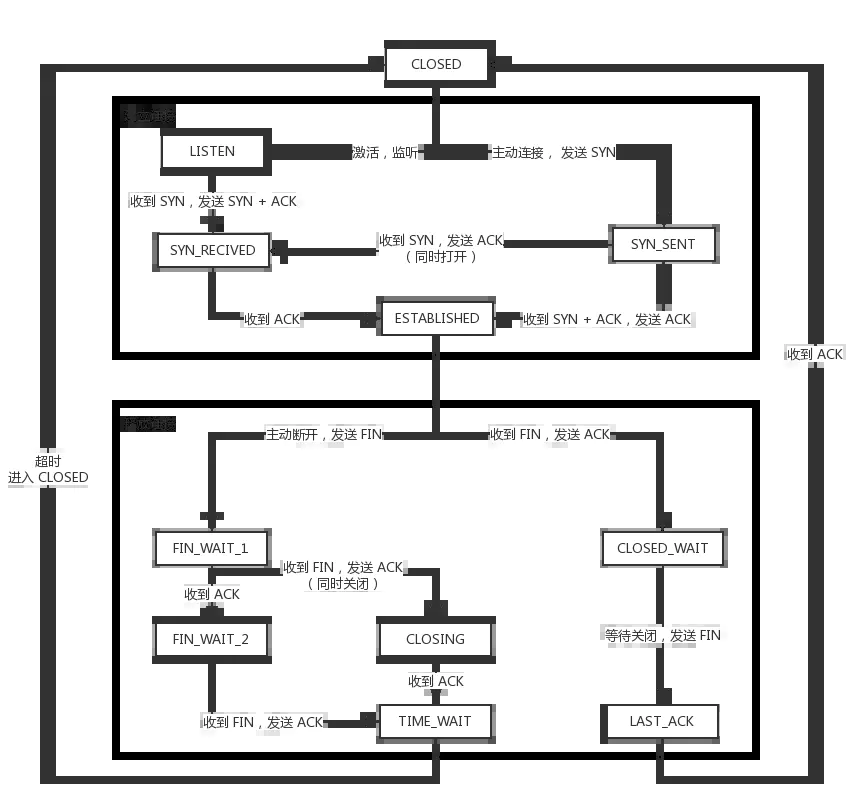 CLOSED
LISTEN
激活，监听
主动连接， 发送 SYN
收到 SYN，发送 SYN + ACK
收到 SYN，发送 ACK
（同时打开）
SYN_RECIVED
SYN_SENT
收到 ACK
ESTABLISHED
收到 SYN + ACK，发送 ACK
收到 ACK
主动断开，发送 FIN
收到 FIN，发送 ACK
超时
进入 CLOSED
FIN_WAIT_1
CLOSED_WAIT
收到 FIN，发送 ACK
（同时关闭）
收到 ACK
FIN_WAIT_2
CLOSING
等待关闭，发送 FIN
收到 ACK
收到 FIN，发送 ACK
TIME_WAIT
LAST_ACK